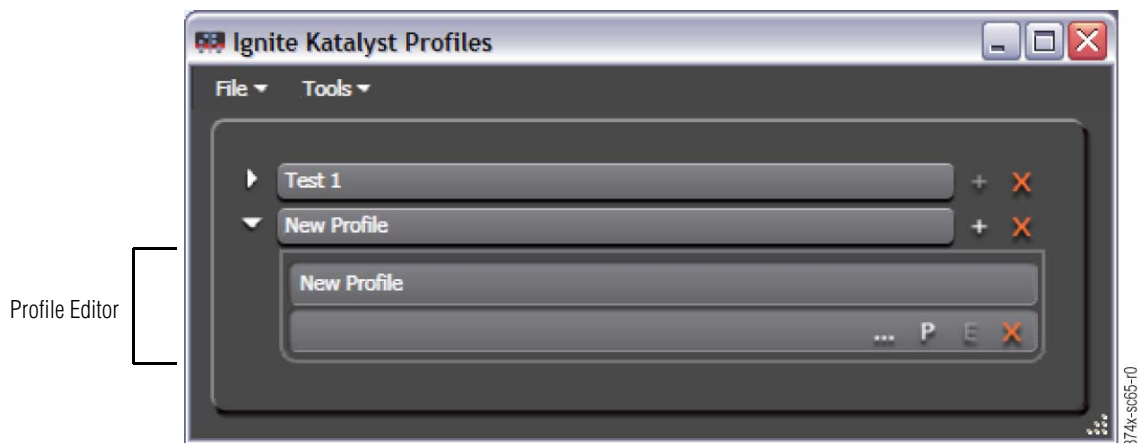 Ignite Katalyst Profiles
File Tools
Test 1 + X
New Profile + X
Profile Editor
New Profile
... P E X
374x-sc65-r0